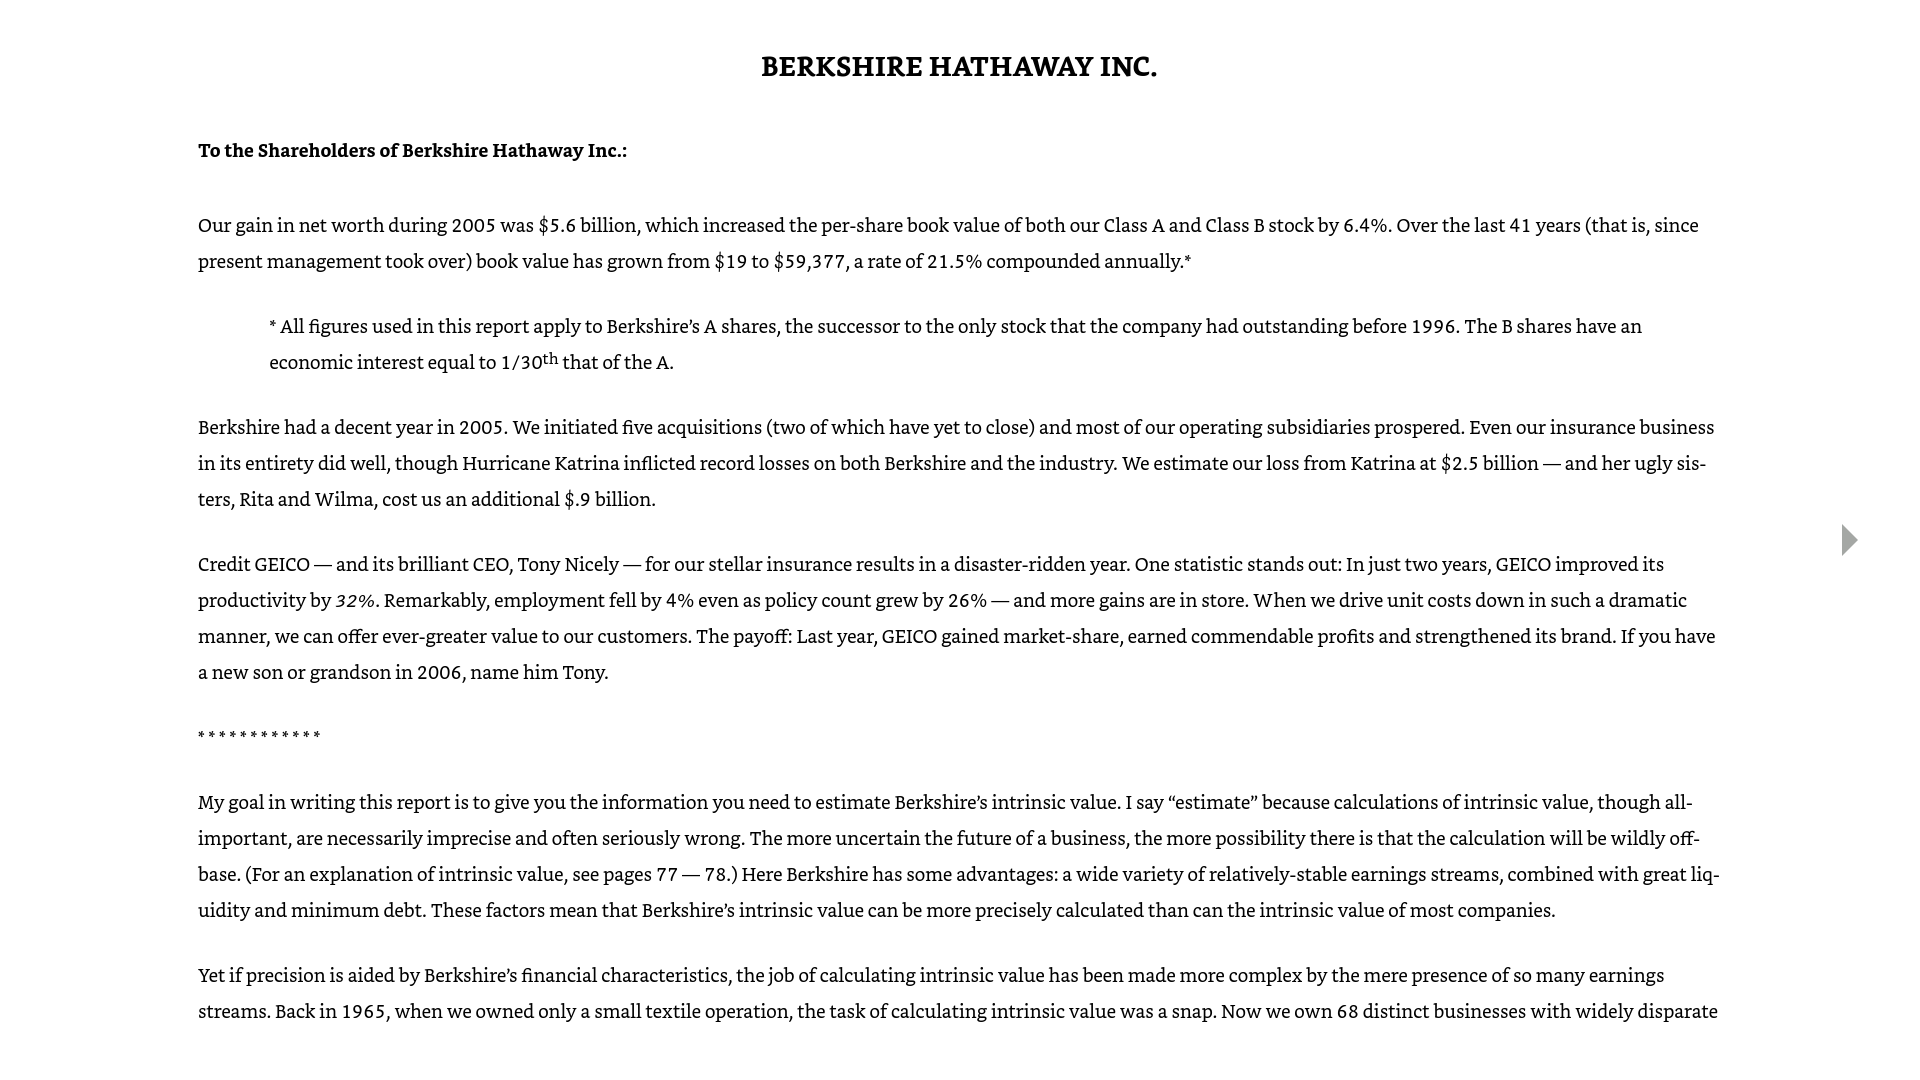 BERKSHIRE HATHAWAY INC.
To the Shareholders of Berkshire Hathaway Inc.:
Our gain in net worth during 2005 was $5.6 billion, which increased the per-share book value of both our Class A and Class B stock by 6.4%. Over the last 41 years (that is, since
present management took over) book value has grown from $19 to $59,377, a rate of 21.5% compounded annually.*
* All figures used in this report apply to Berkshire’s A shares, the successor to the only stock that the company had outstanding before 1996. The B shares have an
economic interest equal to 1/30th that of the A.
Berkshire had a decent year in 2005. We initiated five acquisitions (two of which have yet to close) and most of our operating subsidiaries prospered. Even our insurance business
in its entirety did well, though Hurricane Katrina inflicted record losses on both Berkshire and the industry. We estimate our loss from Katrina at $2.5 billion — and her ugly sis-
ters, Rita and Wilma, cost us an additional $.9 billion.
Credit GEICO — and its brilliant CEO, Tony Nicely — for our stellar insurance results in a disaster-ridden year. One statistic stands out: In just two years, GEICO improved its
productivity by 32%. Remarkably, employment fell by 4% even as policy count grew by 26% — and more gains are in store. When we drive unit costs down in such a dramatic
manner, we can offer ever-greater value to our customers. The payoff: Last year, GEICO gained market-share, earned commendable profits and strengthened its brand. If you have
a new son or grandson in 2006, name him Tony.
* * * * * * * * * * * *
My goal in writing this report is to give you the information you need to estimate Berkshire’s intrinsic value. I say “estimate” because calculations of intrinsic value, though all-
important, are necessarily imprecise and often seriously wrong. The more uncertain the future of a business, the more possibility there is that the calculation will be wildly off-
base. (For an explanation of intrinsic value, see pages 77 — 78.) Here Berkshire has some advantages: a wide variety of relatively-stable earnings streams, combined with great liq-
uidity and minimum debt. These factors mean that Berkshire’s intrinsic value can be more precisely calculated than can the intrinsic value of most companies.
Yet if precision is aided by Berkshire’s financial characteristics, the job of calculating intrinsic value has been made more complex by the mere presence of so many earnings
streams. Back in 1965, when we owned only a small textile operation, the task of calculating intrinsic value was a snap. Now we own 68 distinct businesses with widely disparate